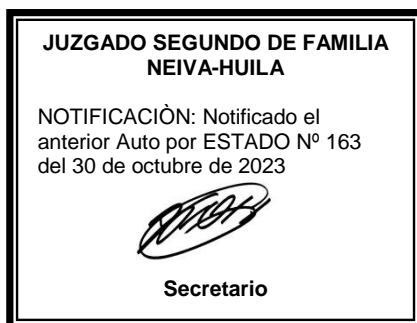 JUZGADO SEGUNDO DE FAMILIA
NEIVA-HUILA
NOTIFICACIÒN: Notificado el
anterior Auto por ESTADO Nº 163
del 30 de octubre de 2023
Secretario